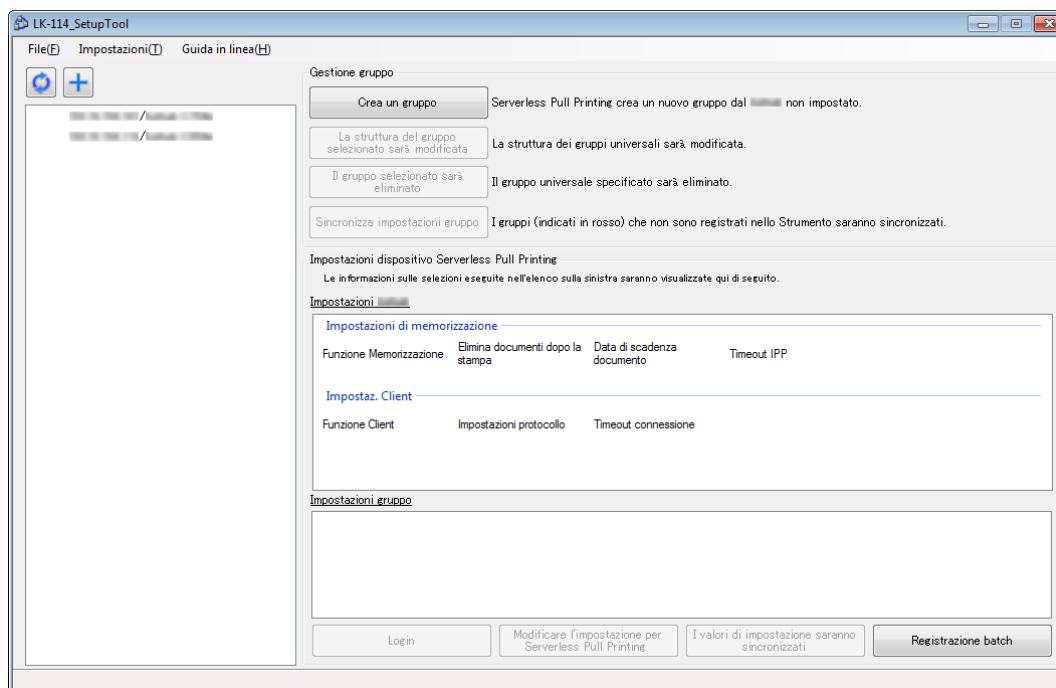 LK-114_SetupTool
File(F) Impostazioni(T) Guida in linea(H)
Gestione gruppo
Crea un gruppo
Serverless Pull Printing crea un nuovo gruppo dal non impostato.
La struttura del gruppo
selezionato sarà modificata
La struttura dei gruppi universali sarà modificata.
Il gruppo selezionato sarà
eliminato
Il gruppo universale specificato sarà eliminato.
Sincronizza impostazioni gruppo
I gruppi (indicati in rosso) che non sono registrati nello Strumento saranno sincronizzati.
Impostazioni dispositivo Serverless Pull Printing
Le informazioni sulle selezioni eseguite nell'elenco sulla sinistra saranno visualizzate qui di seguito.
Impostazioni
Impostazioni di memorizzazione
Funzione Memorizzazione
Elimina documenti dopo la
stampa
Data di scadenza
documento
Timeout IPP
Impostaz. Client
Funzione Client
Impostazioni protocollo
Timeout connessione
Impostazioni gruppo
Login
Modificare l'impostazione per
Serverless Pull Printing
I valori di impostazione saranno
sincronizzati
Registrazione batch